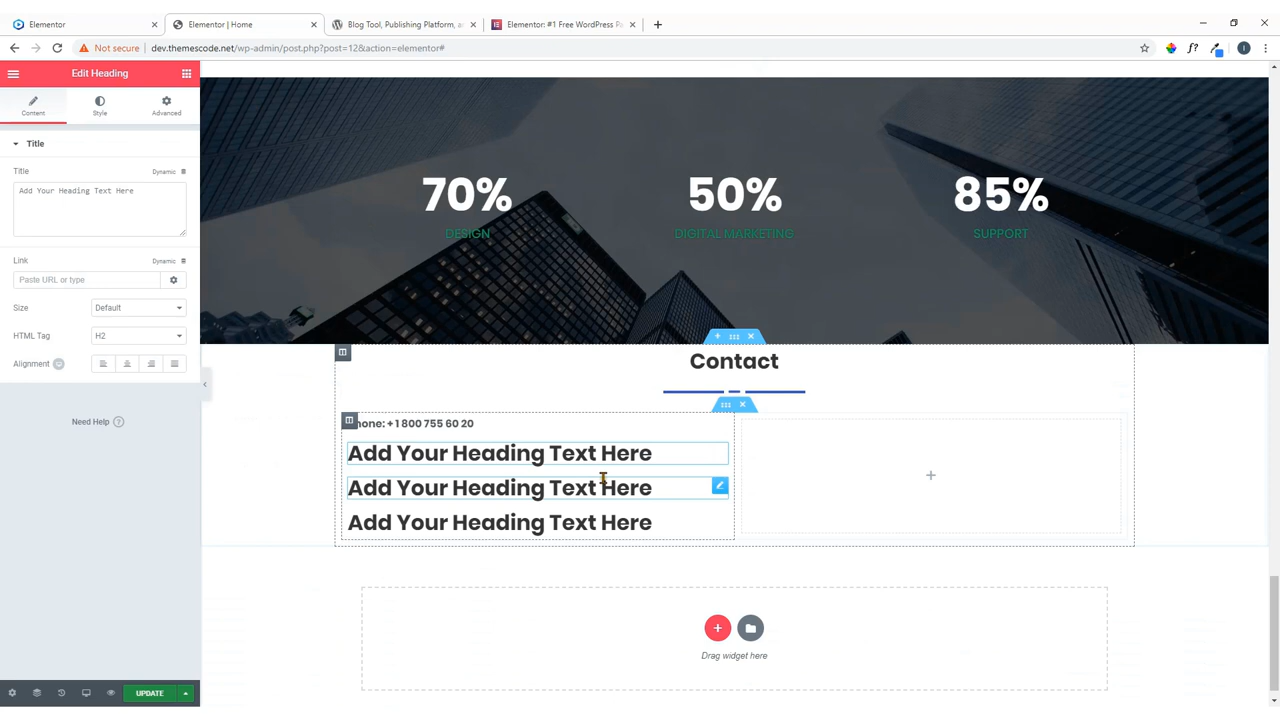 Elementor
Elementor | Home
Blog Tool, Publishing Platform, a
Elementor: #1 Free WordPress P
Not secure
dev.themescode.net/wp-admin/post.php?post=12&action=elementor#
f?
I
Edit Heading
Content
Style
Advanced
Title
Title
Dynamic
Add Your Heading Text Here
Link
Dynamic
Paste URL or type
Size
Default
HTML Tag
H2
Alignment
Need Help
?
UPDATE
70%
50%
85%
DESIGN
DIGITAL MARKETING
SUPPORT
Contact
hone: + 1 800 755 60 20
Add Your Heading Text Here
Add Your Heading Text Here
Add Your Heading Text Here
Drag widget here